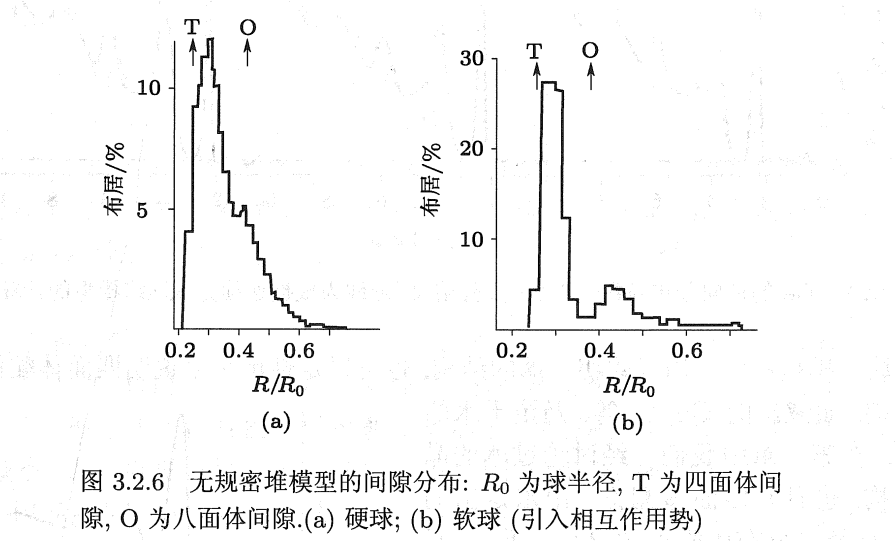 T
O
10
5
布居/%
0.2 0.4 0.6
R/R₀
(a)
T
O
30
20
10
布居/%
0.2 0.4 0.6
R/R₀
(b)
图 3.2.6 无规密堆模型的间隙分布: R₀ 为球半径, T 为四面体间
隙, O 为八面体间隙.(a) 硬球; (b) 软球 (引入相互作用势)